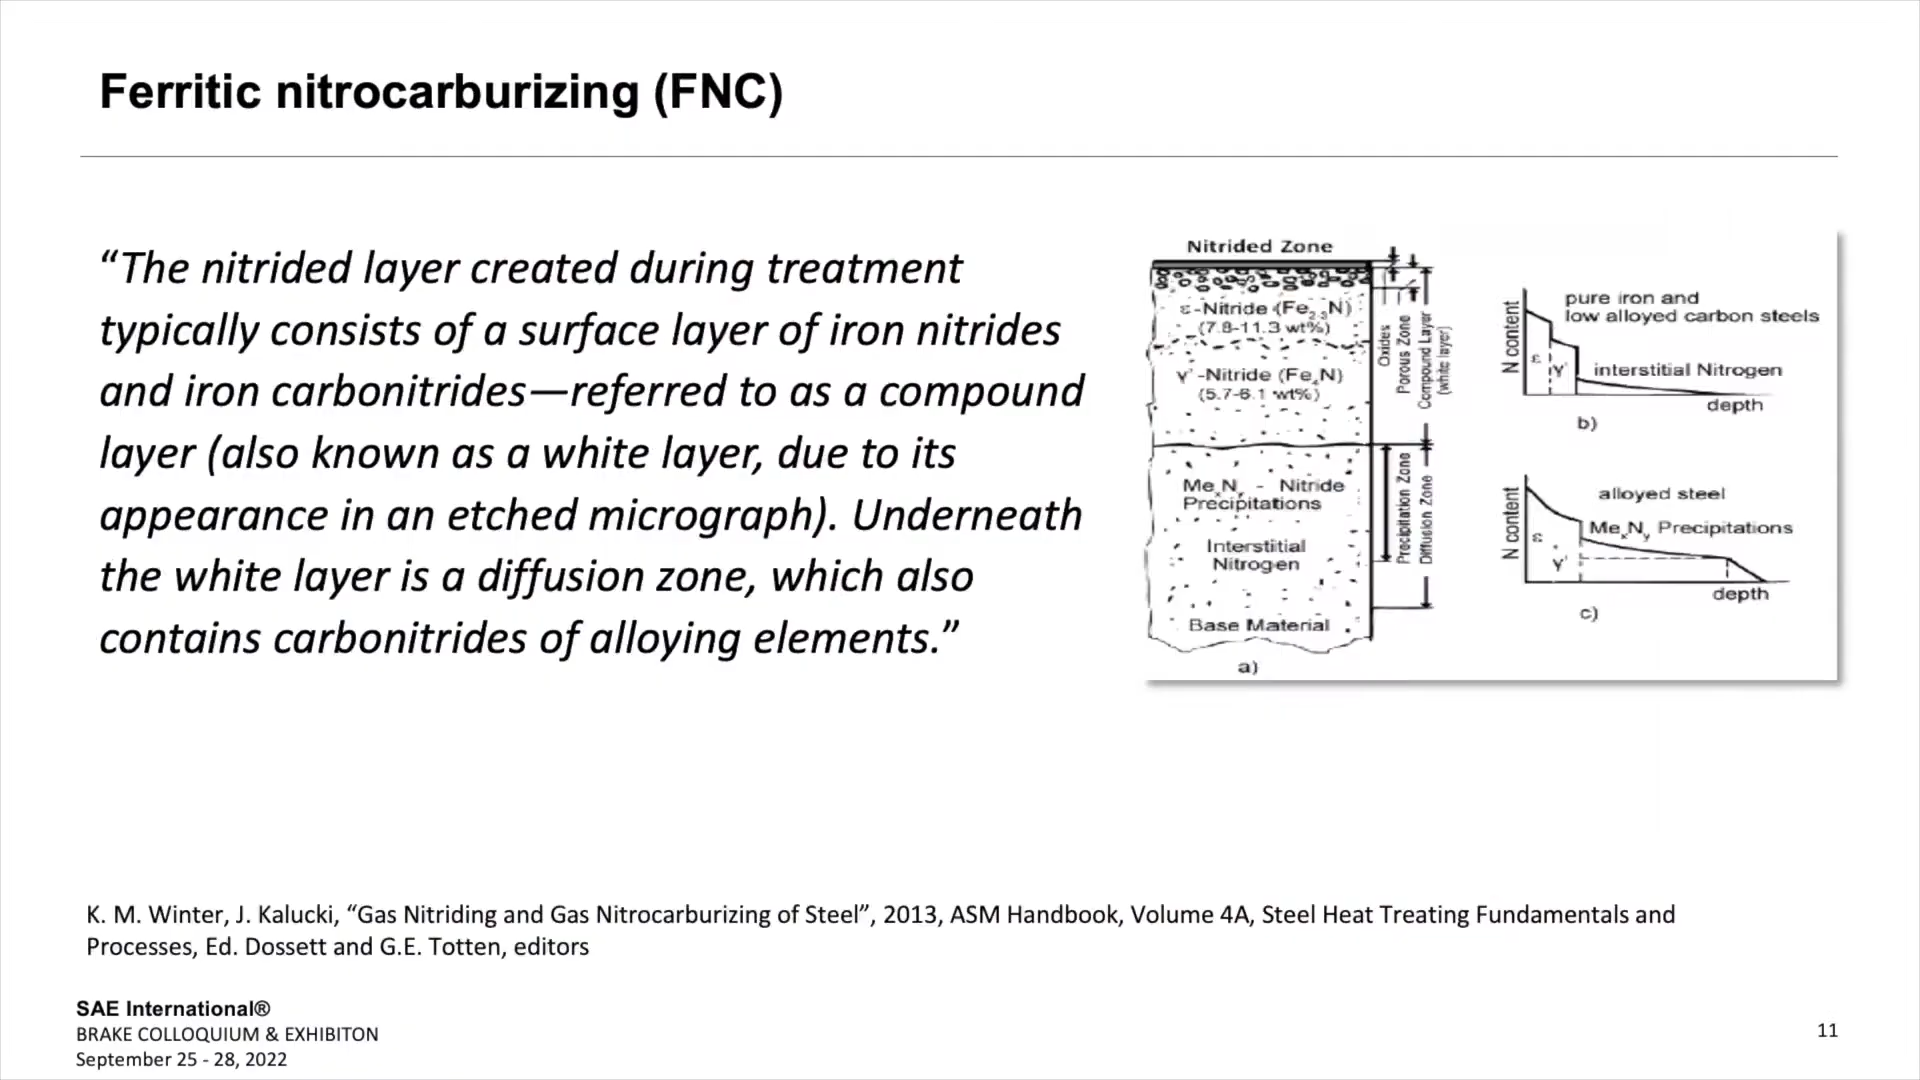 Ferritic nitrocarburizing (FNC)
“The nitrided layer created during treatment
typically consists of a surface layer of iron nitrides
and iron carbonitrides—referred to as a compound
layer (also known as a white layer, due to its
appearance in an etched micrograph). Underneath
the white layer is a diffusion zone, which also
contains carbonitrides of alloying elements.”
Nitrided Zone
ε-Nitride (Fe2-3N)
(7.8-11.3 wt%)
γ'-Nitride (Fe4N)
(5.7-6.1 wt%)
MexNy - Nitride
Precipitations
Interstitial
Nitrogen
Base Material
a)
Oxides
Porous Zone
Compound Layer
(white layer)
Precipitation Zone
Diffusion Zone
N content
pure iron and
low alloyed carbon steels
ε
γ'
interstitial Nitrogen
depth
b)
N content
alloyed steel
MexNy Precipitations
ε
γ'
depth
c)
K. M. Winter, J. Kalucki, “Gas Nitriding and Gas Nitrocarburizing of Steel”, 2013, ASM Handbook, Volume 4A, Steel Heat Treating Fundamentals and
Processes, Ed. Dossett and G.E. Totten, editors
SAE International®
BRAKE COLLOQUIUM & EXHIBITON
September 25 - 28, 2022
11